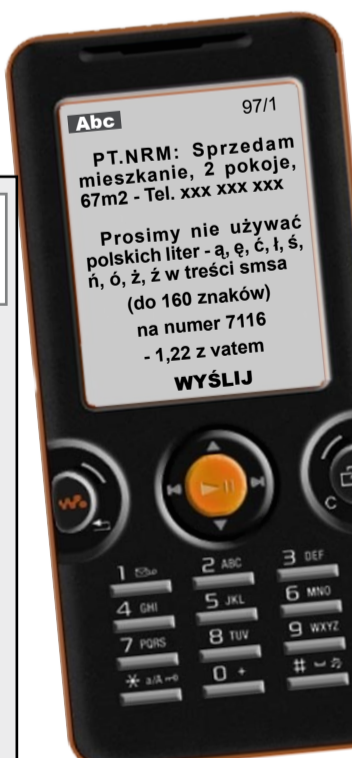 Abc 97/1
PT.NRM: Sprzedam
mieszkanie, 2 pokoje,
67m2 - Tel. xxx xxx xxx
Prosimy nie używać
polskich liter - ą, ę, ć, ł, ś,
ń, ó, ż, ź w treści smsa
(do 160 znaków)
na numer 7116
- 1,22 z vatem
WYŚLIJ
C
1 2 ABC 3 DEF
4 GHI 5 JKL 6 MNO
7 PQRS 8 TUV 9 WXYZ
* a/A 0 + #